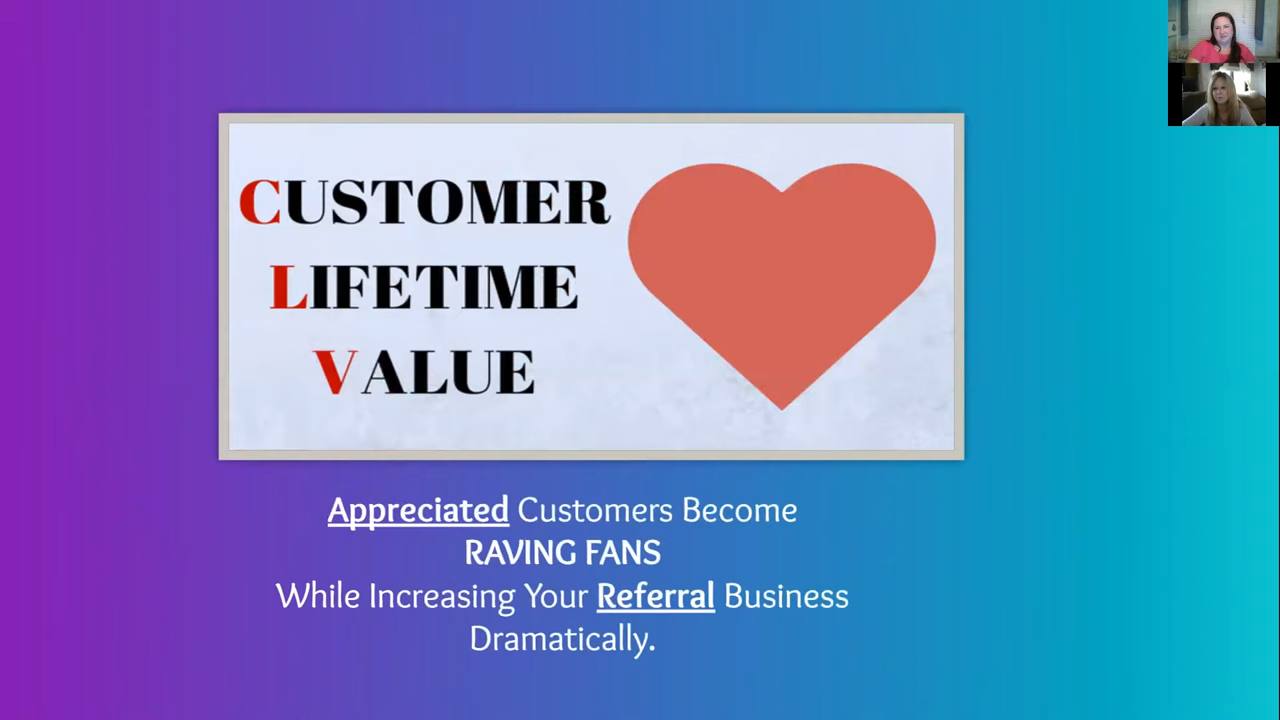 CUSTOMER
LIFETIME
VALUE
Appreciated Customers Become
RAVING FANS
While Increasing Your Referral Business
Dramatically.